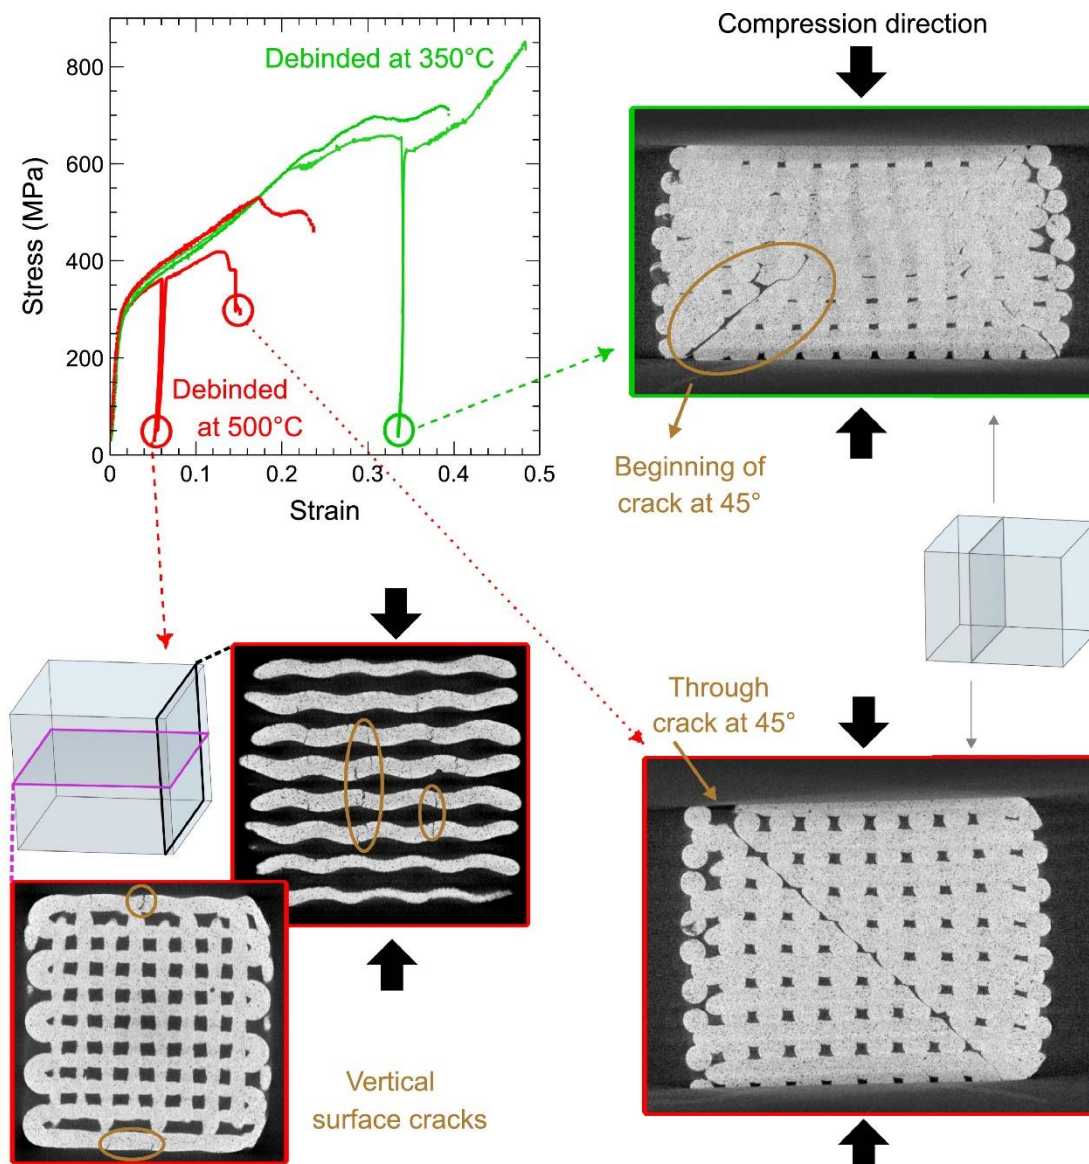 Compression direction
Debinded at 350°C
800
600
400
200
0
Stress (MPa)
Debinded
at 500°C
0
0.1
0.2
0.3
0.4
0.5
Strain
Beginning of
crack at 45°
Through
crack at 45°
Vertical
surface cracks